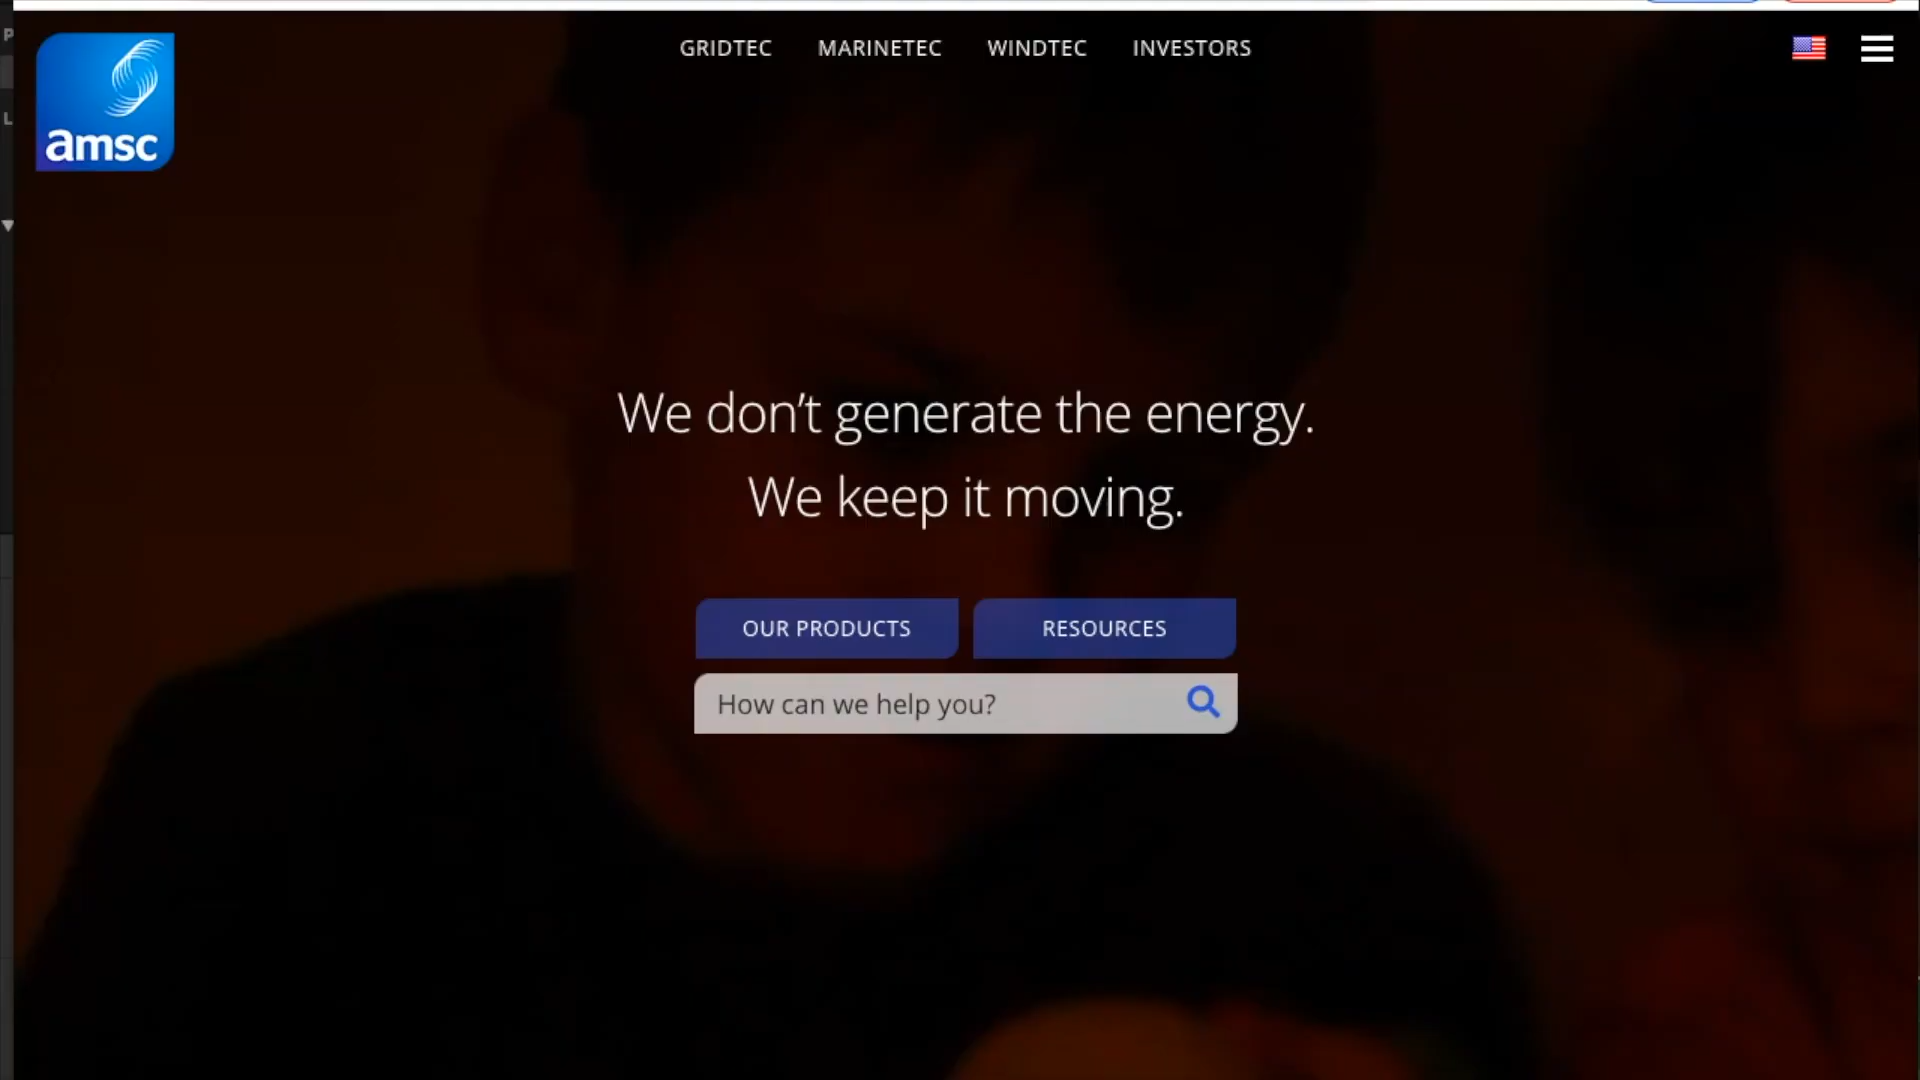 GRIDTEC MARINETEC WINDTEC INVESTORS
amsc
We don't generate the energy.
We keep it moving.
OUR PRODUCTS RESOURCES
How can we help you?